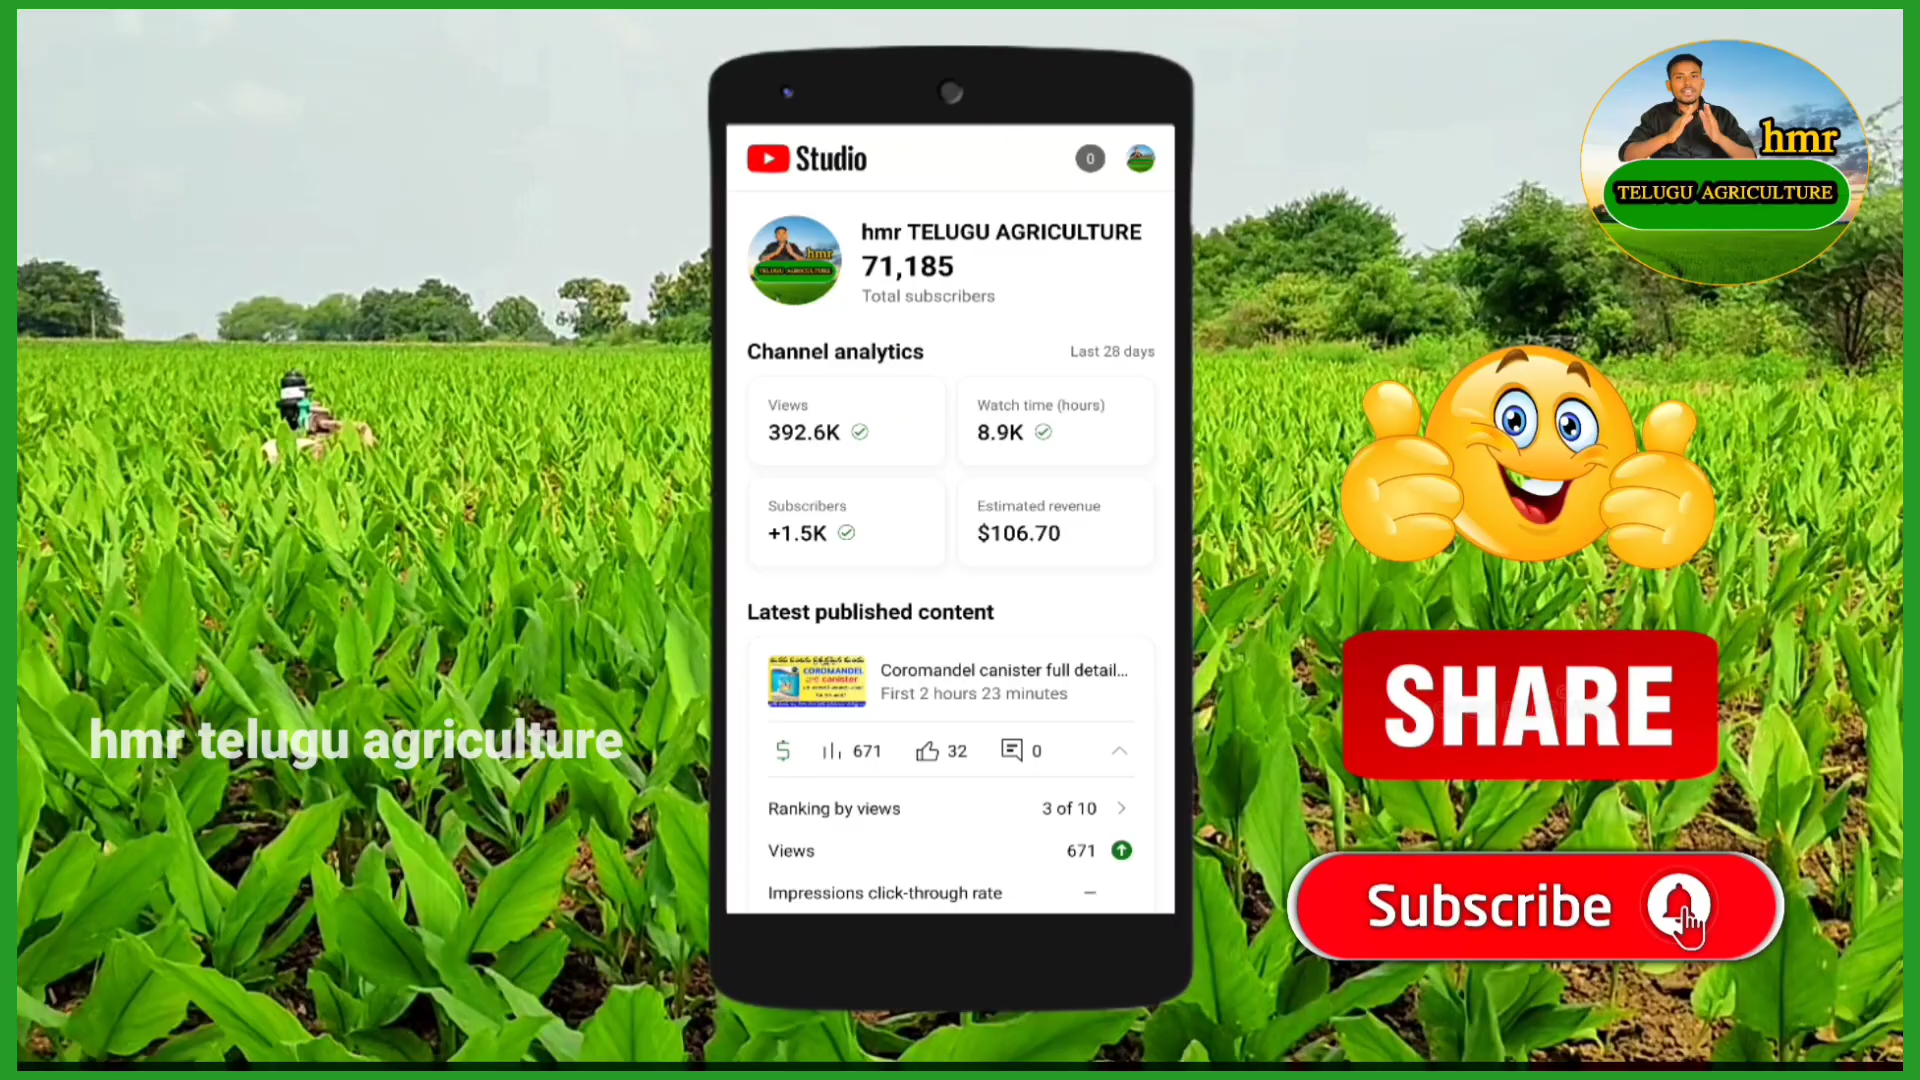 hmr
TELUGU AGRICULTURE
Studio
0
hmr TELUGU AGRICULTURE
71,185
Total subscribers
Channel analytics
Last 28 days
Views
392.6K
Watch time (hours)
8.9K
Subscribers
+1.5K
Estimated revenue
$106.70
Latest published content
COROMANDEL
canister
Coromandel canister full detail...
First 2 hours 23 minutes
671
32
0
Ranking by views
3 of 10
Views
671
Impressions click-through rate
—
hmr telugu agriculture
SHARE
Subscribe